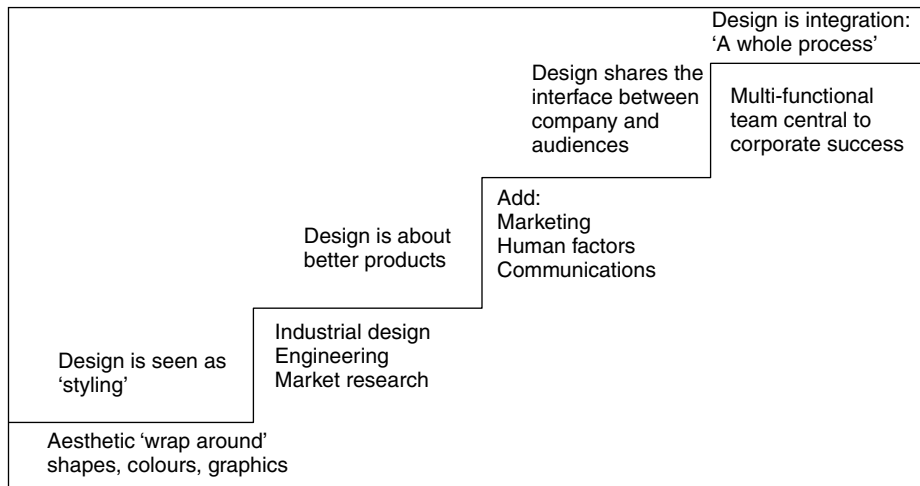 Design is integration:
‘A whole process’
Design shares the
interface between
company and
audiences
Multi-functional
team central to
corporate success
Design is about
better products
Add:
Marketing
Human factors
Communications
Design is seen as
‘styling’
Industrial design
Engineering
Market research
Aesthetic ‘wrap around’
shapes, colours, graphics